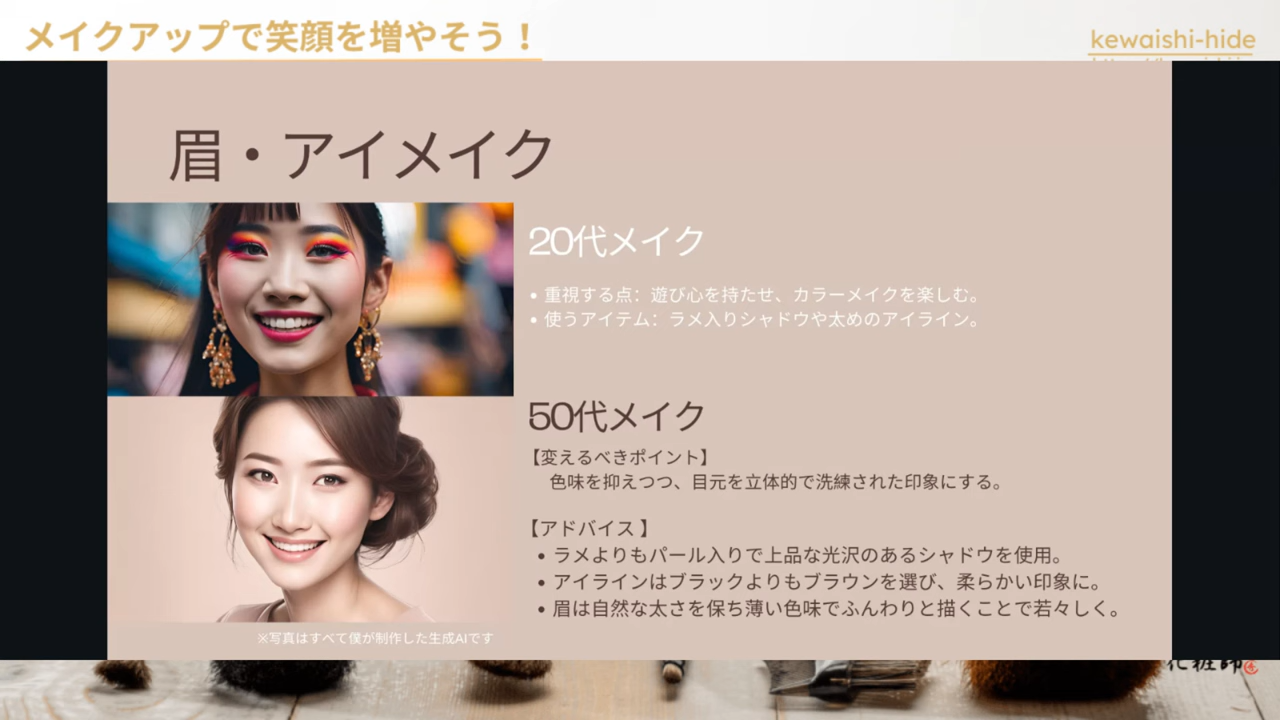 メイクアップで笑顔を増やそう！
kewaishi-hide
眉・アイメイク
20代メイク
• 重視する点：遊び心を持たせ、カラーメイクを楽しむ。
• 使うアイテム：ラメ入りシャドウや太めのアイライン。
50代メイク
【変えるべきポイント】
色味を抑えつつ、目元を立体的で洗練された印象にする。
【アドバイス 】
• ラメよりもパール入りで上品な光沢のあるシャドウを使用。
• アイラインはブラックよりもブラウンを選び、柔らかい印象に。
• 眉は自然な太さを保ち薄い色味でふんわりと描くことで若々しく。
※写真はすべて僕が制作した生成AIです
化粧師